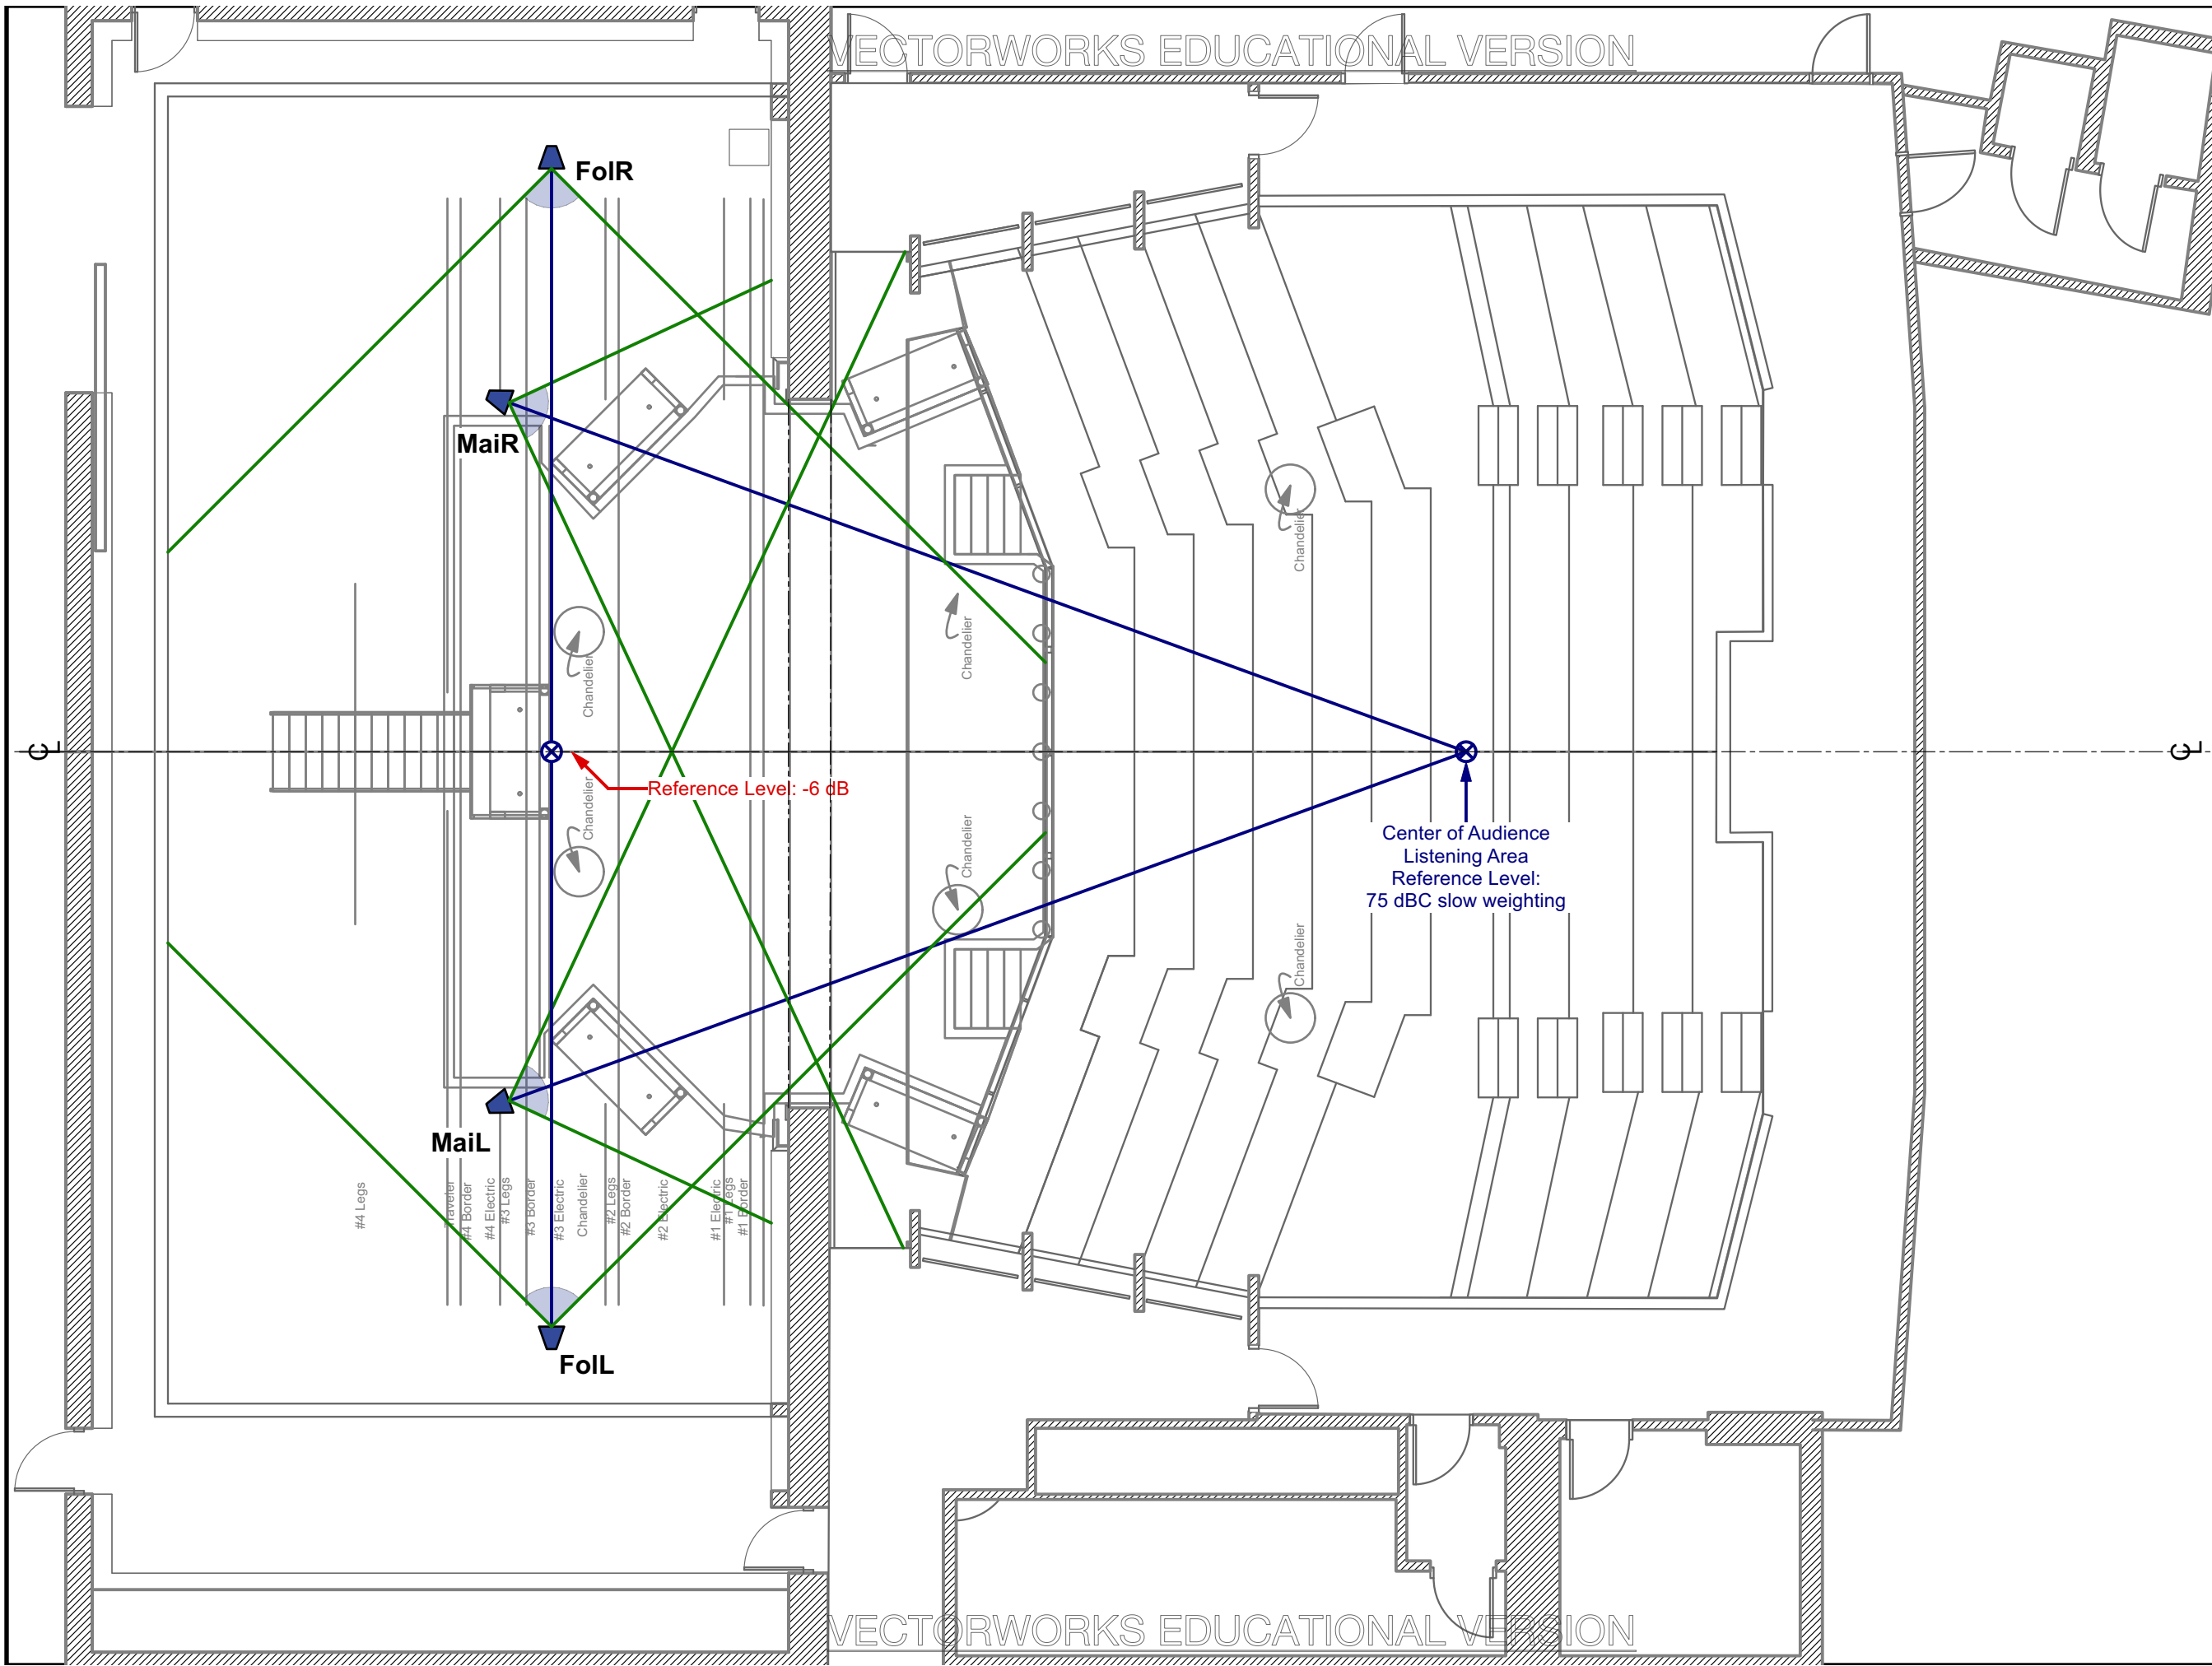 VECTORWORKS EDUCATIONAL VERSION
FolR
MaiR
Chandelier
Chandelier
Chandelier
CL
CL
Reference Level: -6 dB
Chandelier
Chandelier
Center of Audience
Listening Area
Reference Level:
75 dBC slow weighting
Chandelier
MaiL
#4 Legs
Traveler
#4 Border
#4 Electric
#3 Legs
#3 Border
#3 Electric
Chandelier
#2 Legs
#2 Border
#2 Electric
#1 Electric
#1 Legs
#1 Border
FolL
VECTORWORKS EDUCATIONAL VERSION